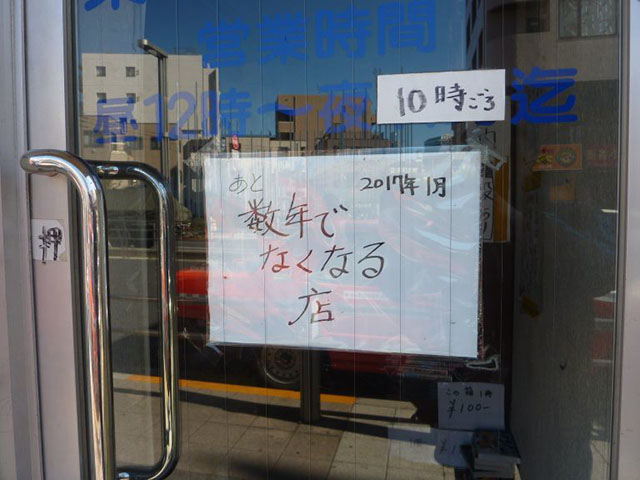 営業時間
昼12時ー夜
10時ごろ
迄
あと
2017年1月
数年で
なくなる
店
押
この箱1冊
¥100-